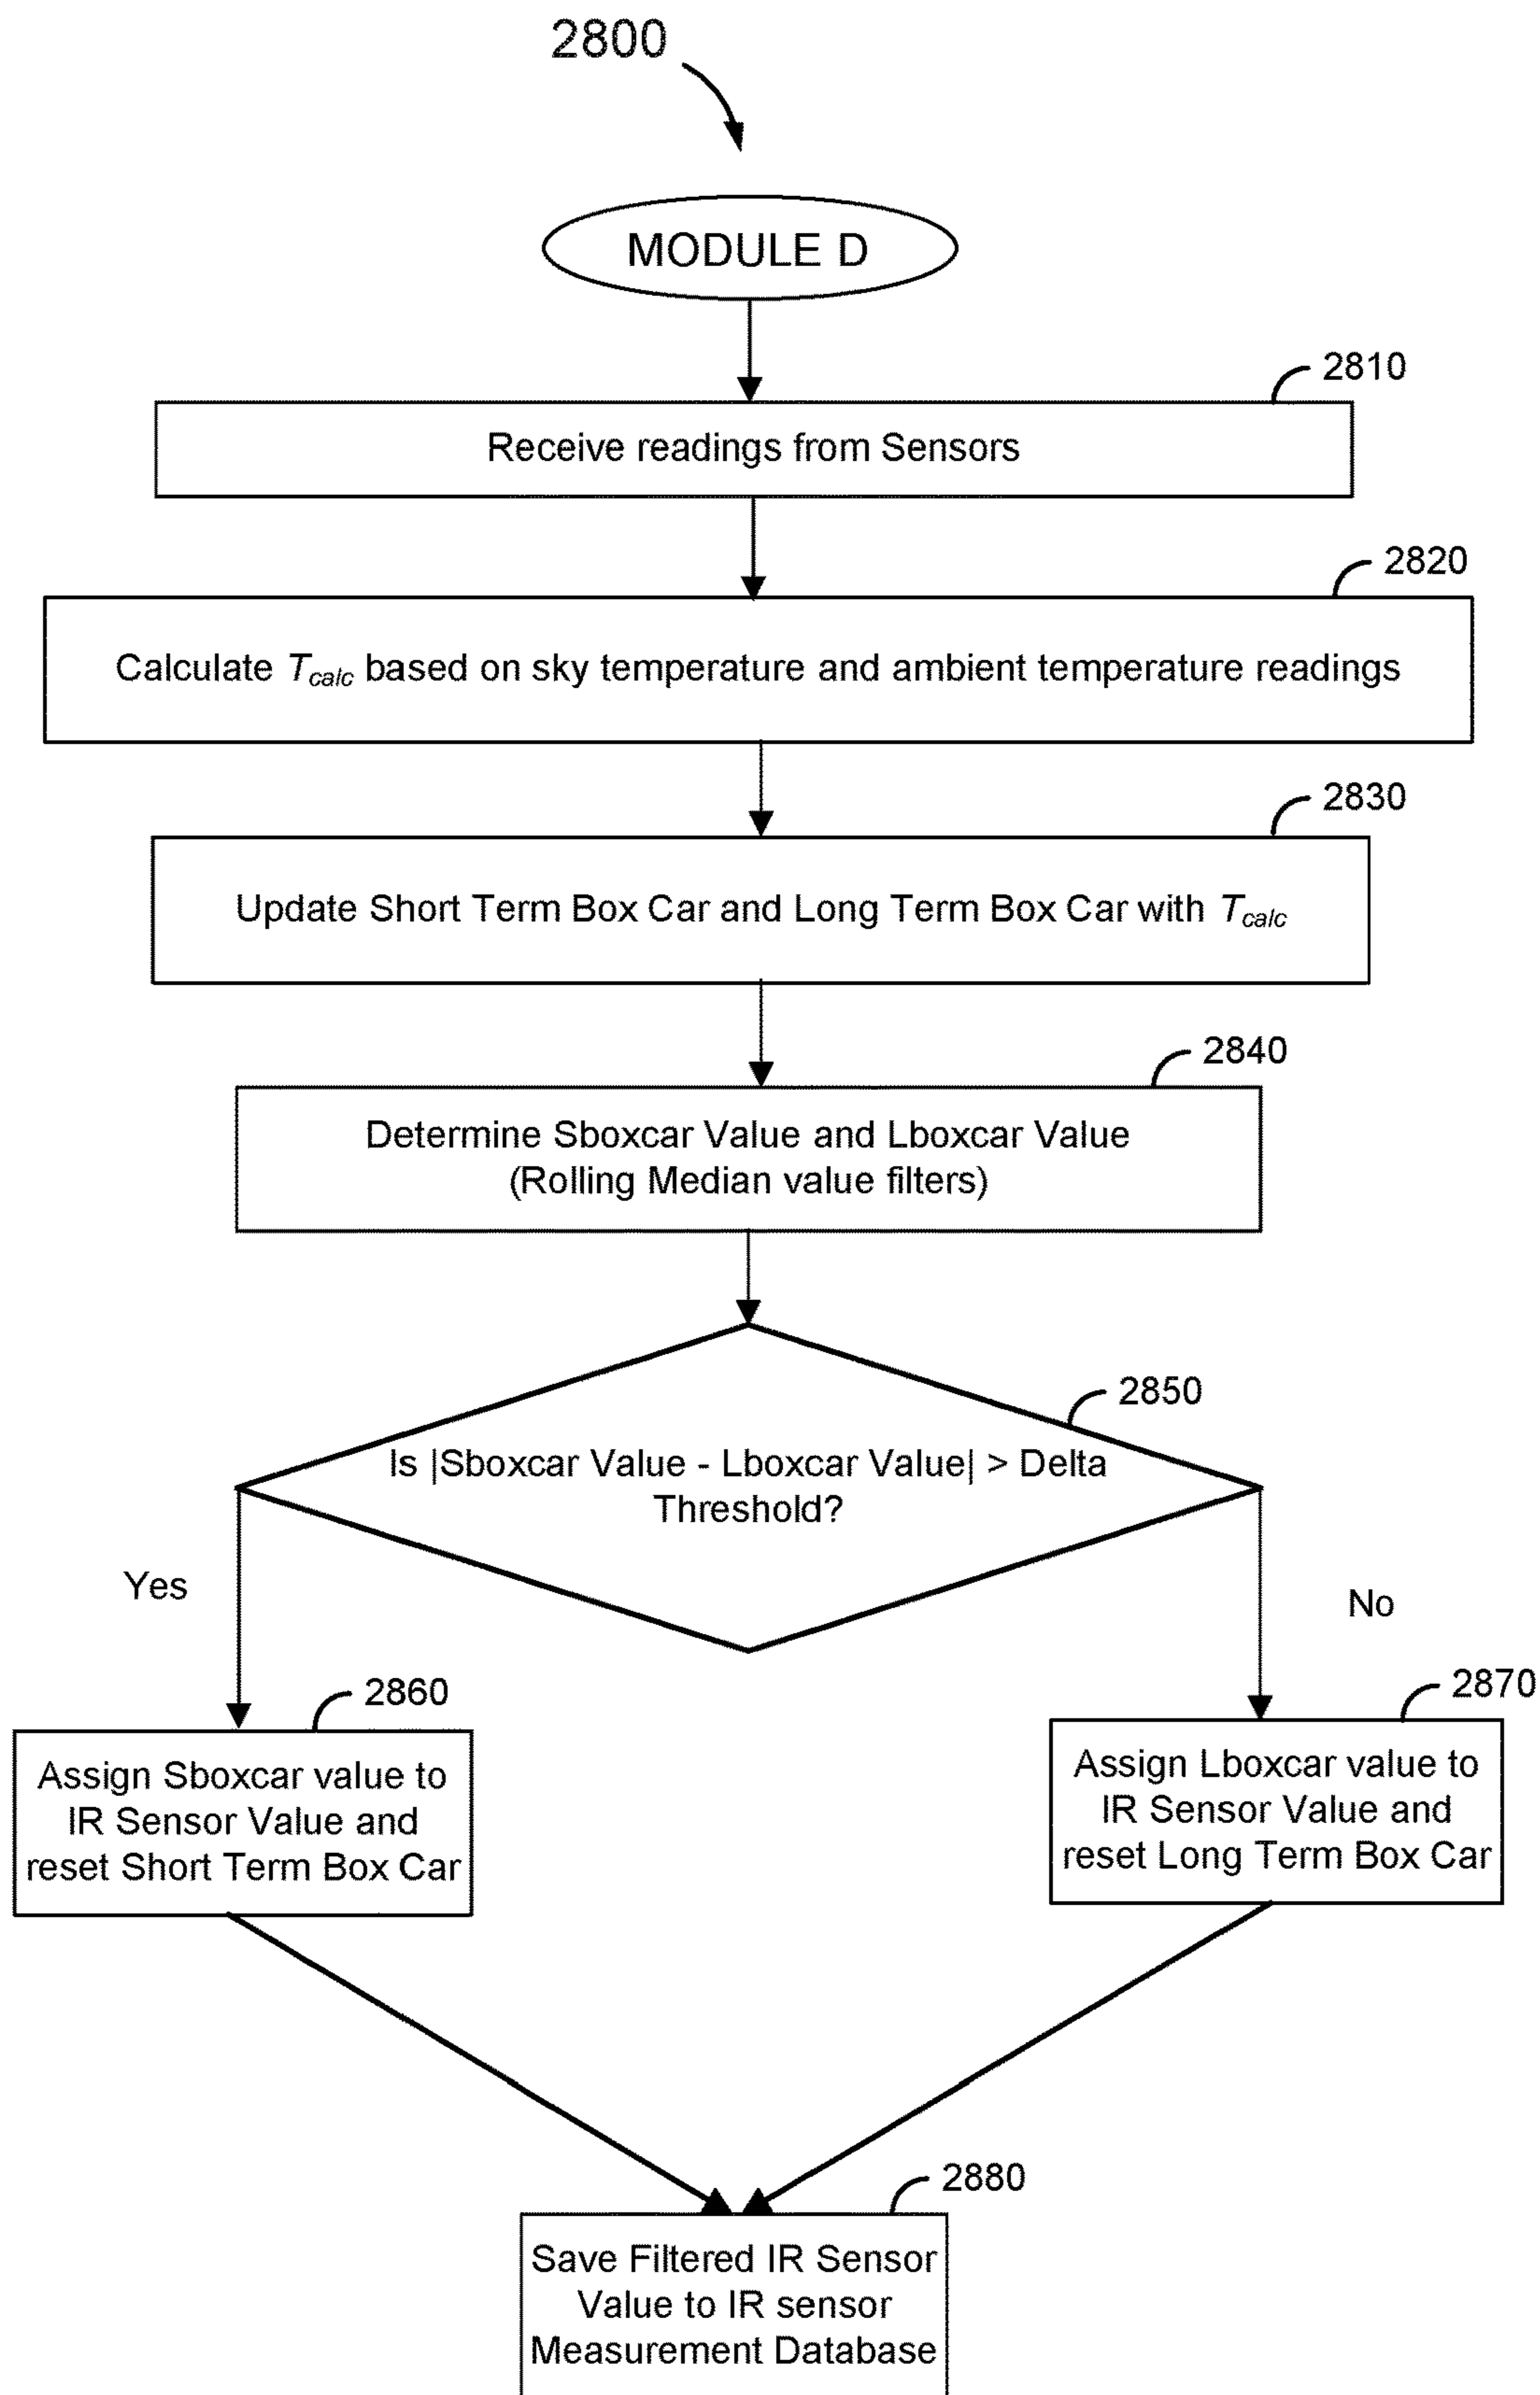 2800
MODULE D
2810
Receive readings from Sensors
2820
Calculate Tcalc based on sky temperature and ambient temperature readings
2830
Update Short Term Box Car and Long Term Box Car with Tcalc
2840
Determine Sboxcar Value and Lboxcar Value
(Rolling Median value filters)
2850
Is |Sboxcar Value - Lboxcar Value| > Delta
Threshold?
Yes
No
2860
Assign Sboxcar value to
IR Sensor Value and
reset Short Term Box Car
2870
Assign Lboxcar value to
IR Sensor Value and
reset Long Term Box Car
2880
Save Filtered IR Sensor
Value to IR sensor
Measurement Database